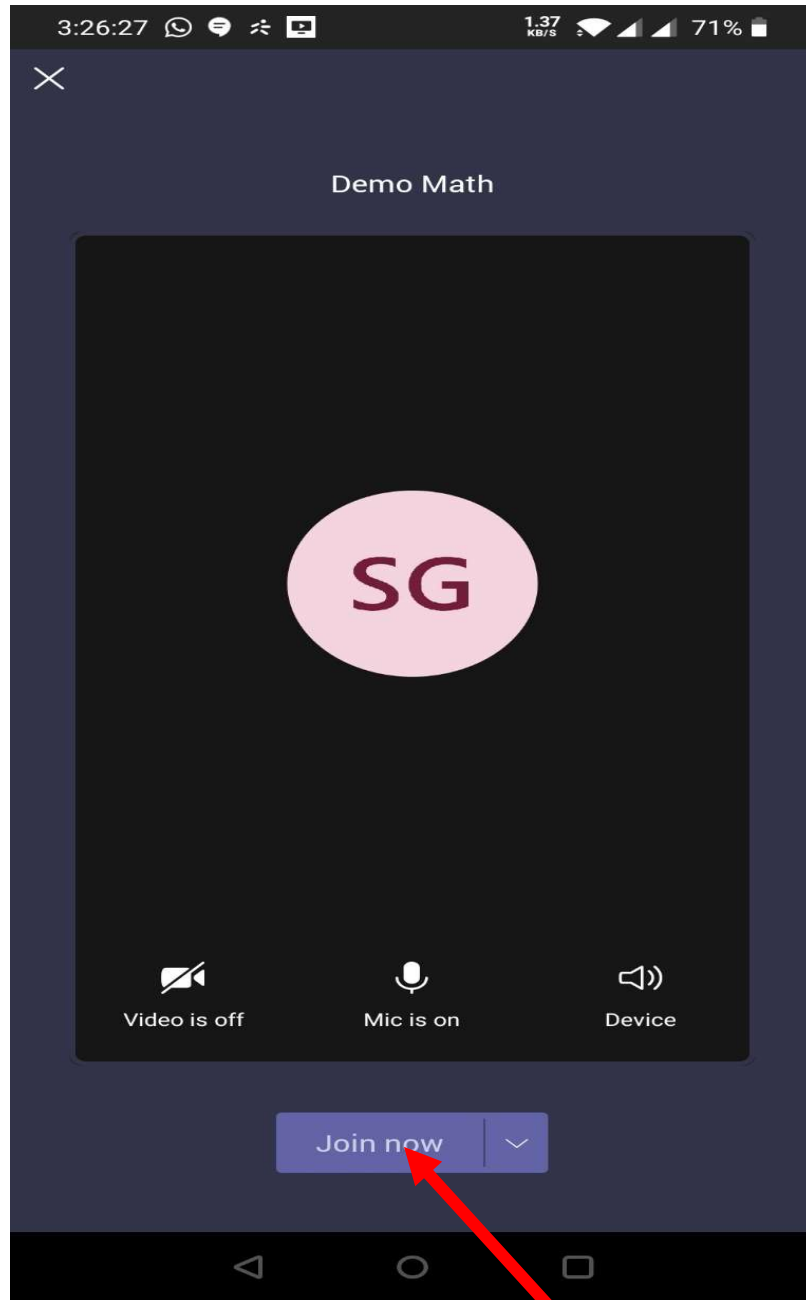 3:26:27 1.37 KB/S 71%
Demo Math
SG
Video is off Mic is on Device
Join now